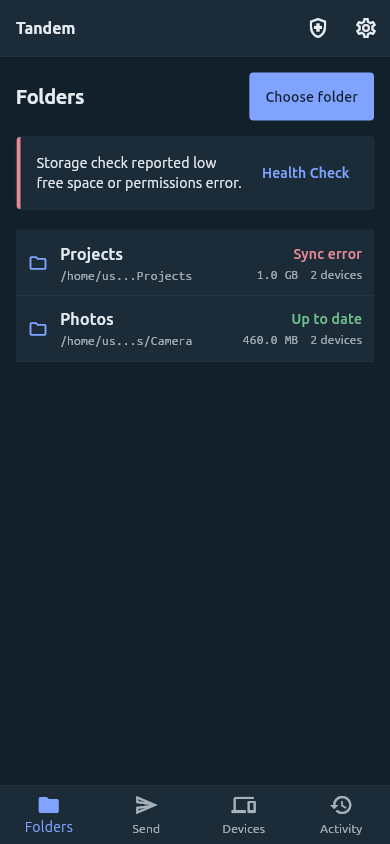 Tandem
Folders
Choose folder
Storage check reported low
free space or permissions error.
Health Check
Projects
Sync error
/home/us...Projects
1.0 GB 2 devices
Photos
Up to date
/home/us...s/Camera
460.0 MB 2 devices
Folders
Send
Devices
Activity